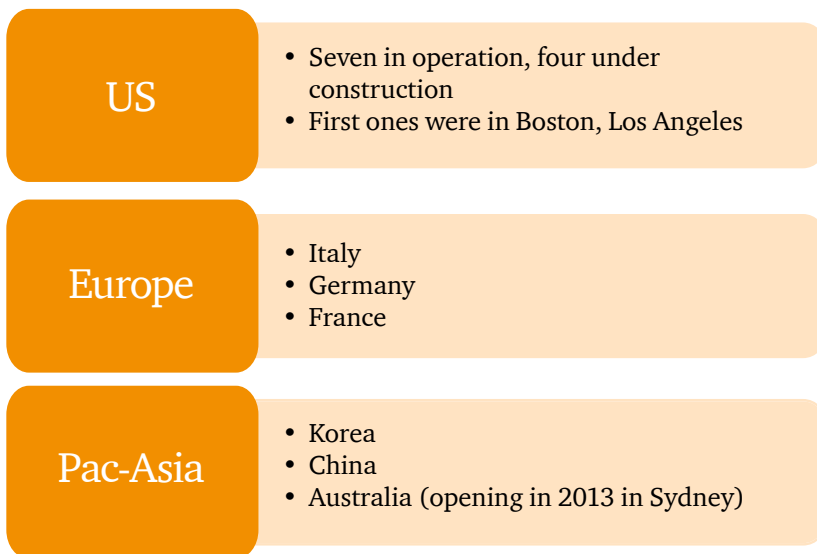 US
• Seven in operation, four under
construction
• First ones were in Boston, Los Angeles
Europe
• Italy
• Germany
• France
Pac-Asia
• Korea
• China
• Australia (opening in 2013 in Sydney)